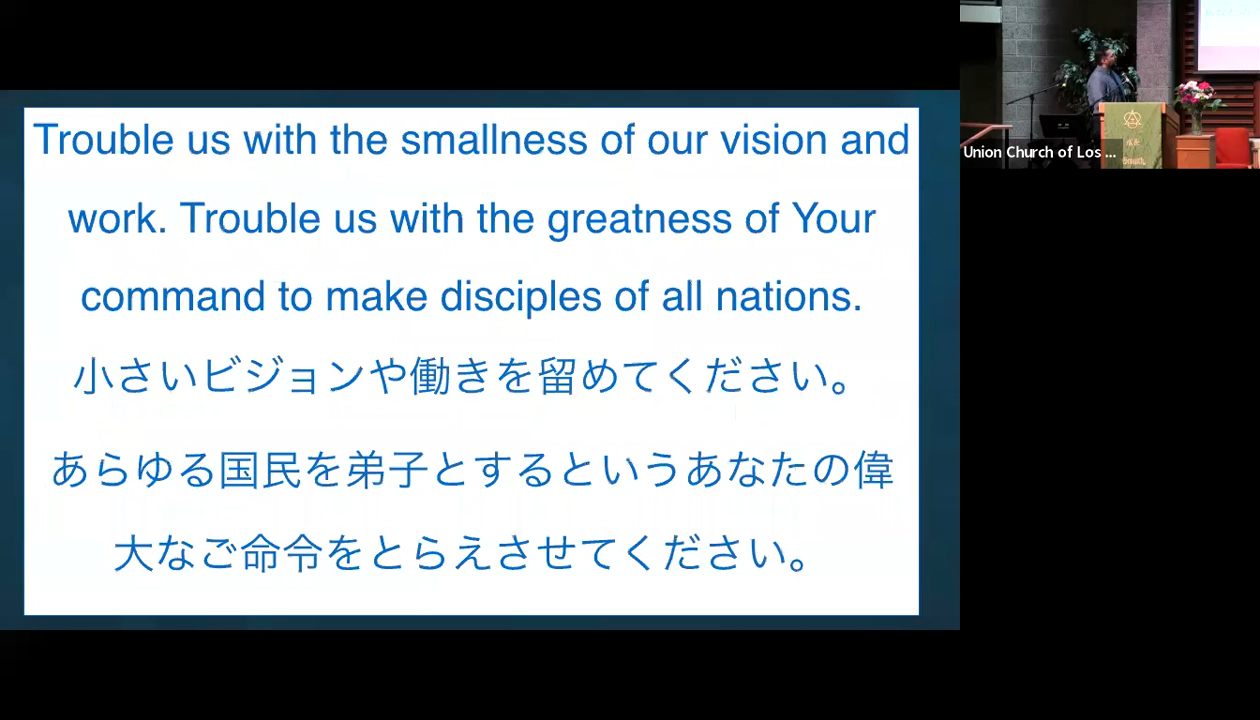 Trouble us with the smallness of our vision and
work. Trouble us with the greatness of Your
command to make disciples of all nations.
小さいビジョンや働きを留めてください。
あらゆる国民を弟子とするというあなたの偉
大なご命令をとらえさせてください。
Union Church of Los ...